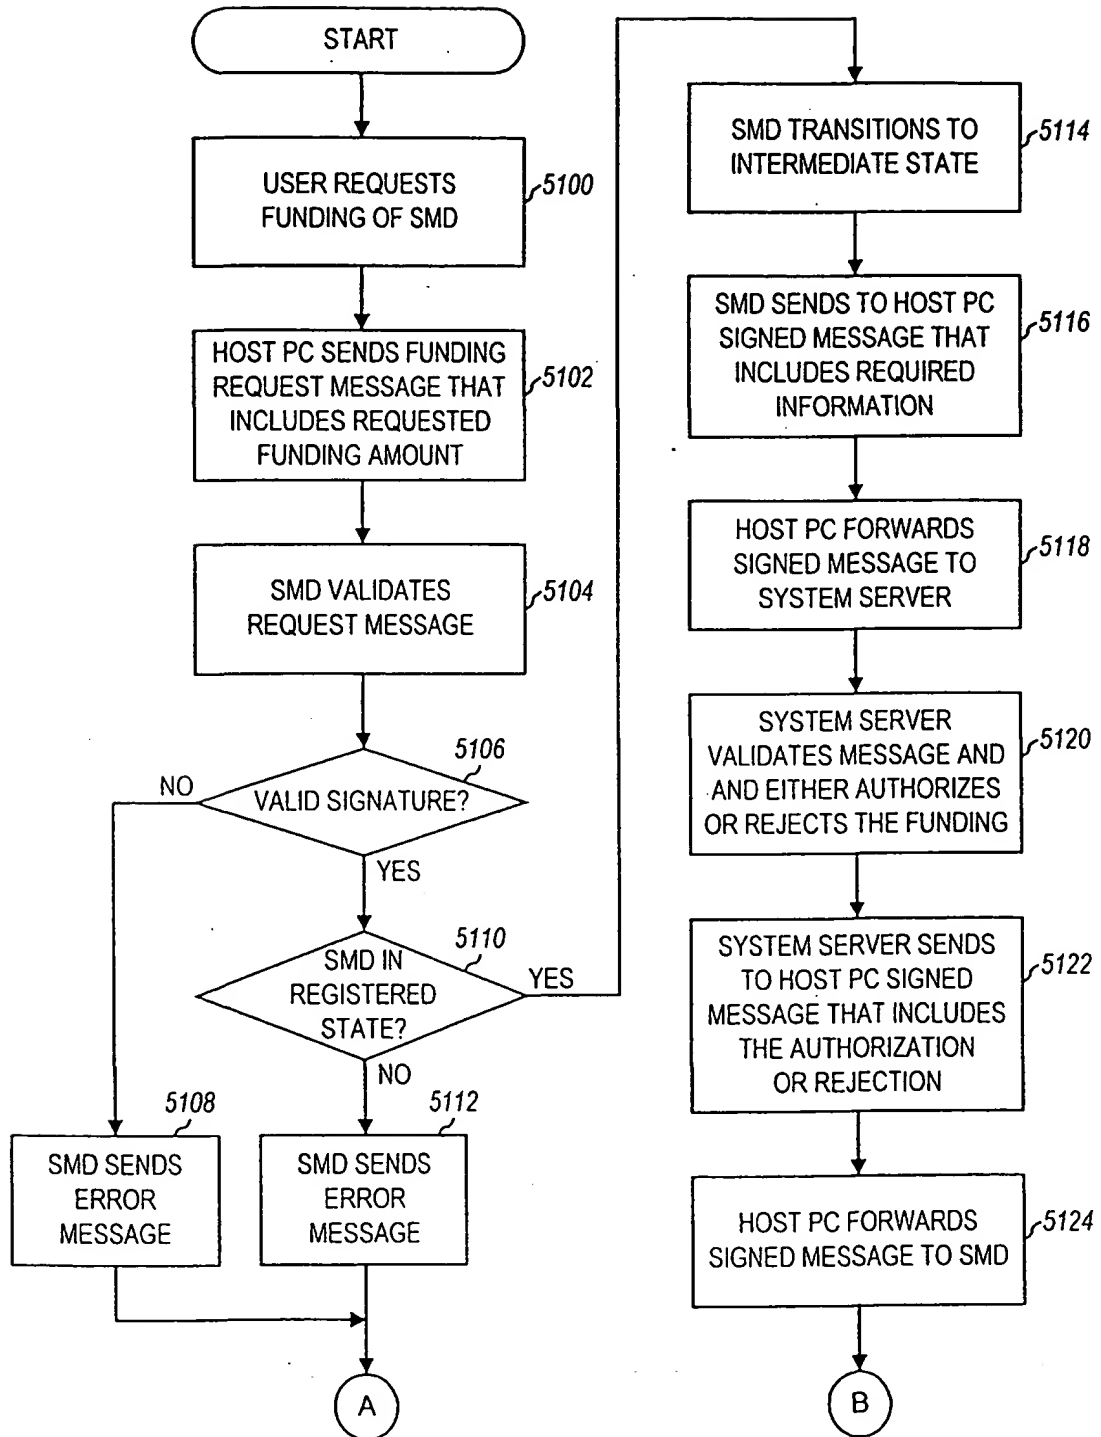 START
USER REQUESTS
FUNDING OF SMD
5100
HOST PC SENDS FUNDING
REQUEST MESSAGE THAT
INCLUDES REQUESTED
FUNDING AMOUNT
5102
SMD VALIDATES
REQUEST MESSAGE
5104
5106
VALID SIGNATURE?
NO
YES
5110
SMD IN
REGISTERED
STATE?
YES
NO
5108
SMD SENDS
ERROR
MESSAGE
5112
SMD SENDS
ERROR
MESSAGE
A
SMD TRANSITIONS TO
INTERMEDIATE STATE
5114
SMD SENDS TO HOST PC
SIGNED MESSAGE THAT
INCLUDES REQUIRED
INFORMATION
5116
HOST PC FORWARDS
SIGNED MESSAGE TO
SYSTEM SERVER
5118
SYSTEM SERVER
VALIDATES MESSAGE AND
AND EITHER AUTHORIZES
OR REJECTS THE FUNDING
5120
SYSTEM SERVER SENDS
TO HOST PC SIGNED
MESSAGE THAT INCLUDES
THE AUTHORIZATION
OR REJECTION
5122
HOST PC FORWARDS
SIGNED MESSAGE TO SMD
5124
B